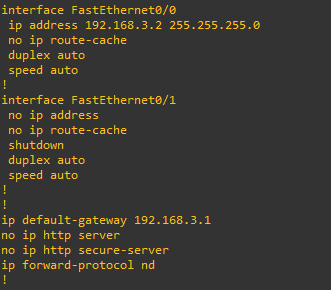 interface FastEthernet0/0
 ip address 192.168.3.2 255.255.255.0
 no ip route-cache
 duplex auto
 speed auto
!
interface FastEthernet0/1
 no ip address
 no ip route-cache
 shutdown
 duplex auto
 speed auto
!
!
ip default-gateway 192.168.3.1
no ip http server
no ip http secure-server
ip forward-protocol nd
!